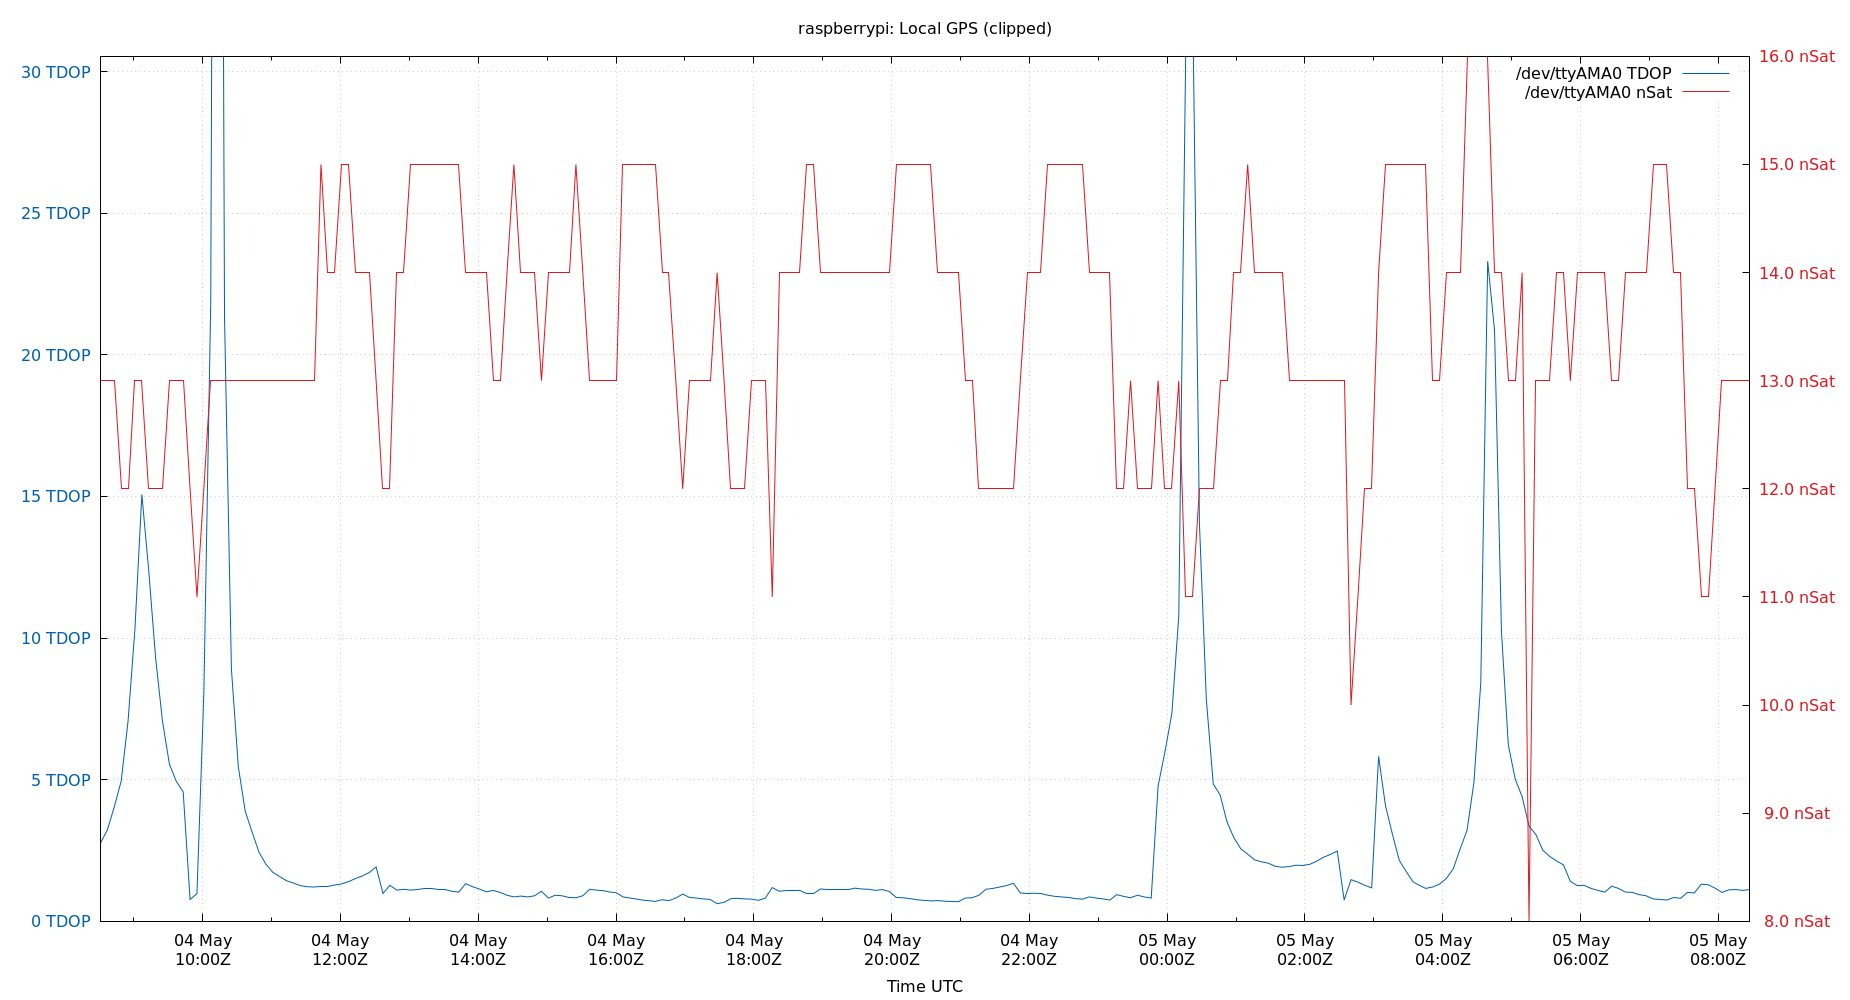 raspberrypi: Local GPS (clipped)
/dev/ttyAMA0 TDOP
/dev/ttyAMA0 nSat
30 TDOP
25 TDOP
20 TDOP
15 TDOP
10 TDOP
5 TDOP
0 TDOP
16.0 nSat
15.0 nSat
14.0 nSat
13.0 nSat
12.0 nSat
11.0 nSat
10.0 nSat
9.0 nSat
8.0 nSat
04 May
10:00Z
04 May
12:00Z
04 May
14:00Z
04 May
16:00Z
04 May
18:00Z
04 May
20:00Z
04 May
22:00Z
05 May
00:00Z
05 May
02:00Z
05 May
04:00Z
05 May
06:00Z
05 May
08:00Z
Time UTC